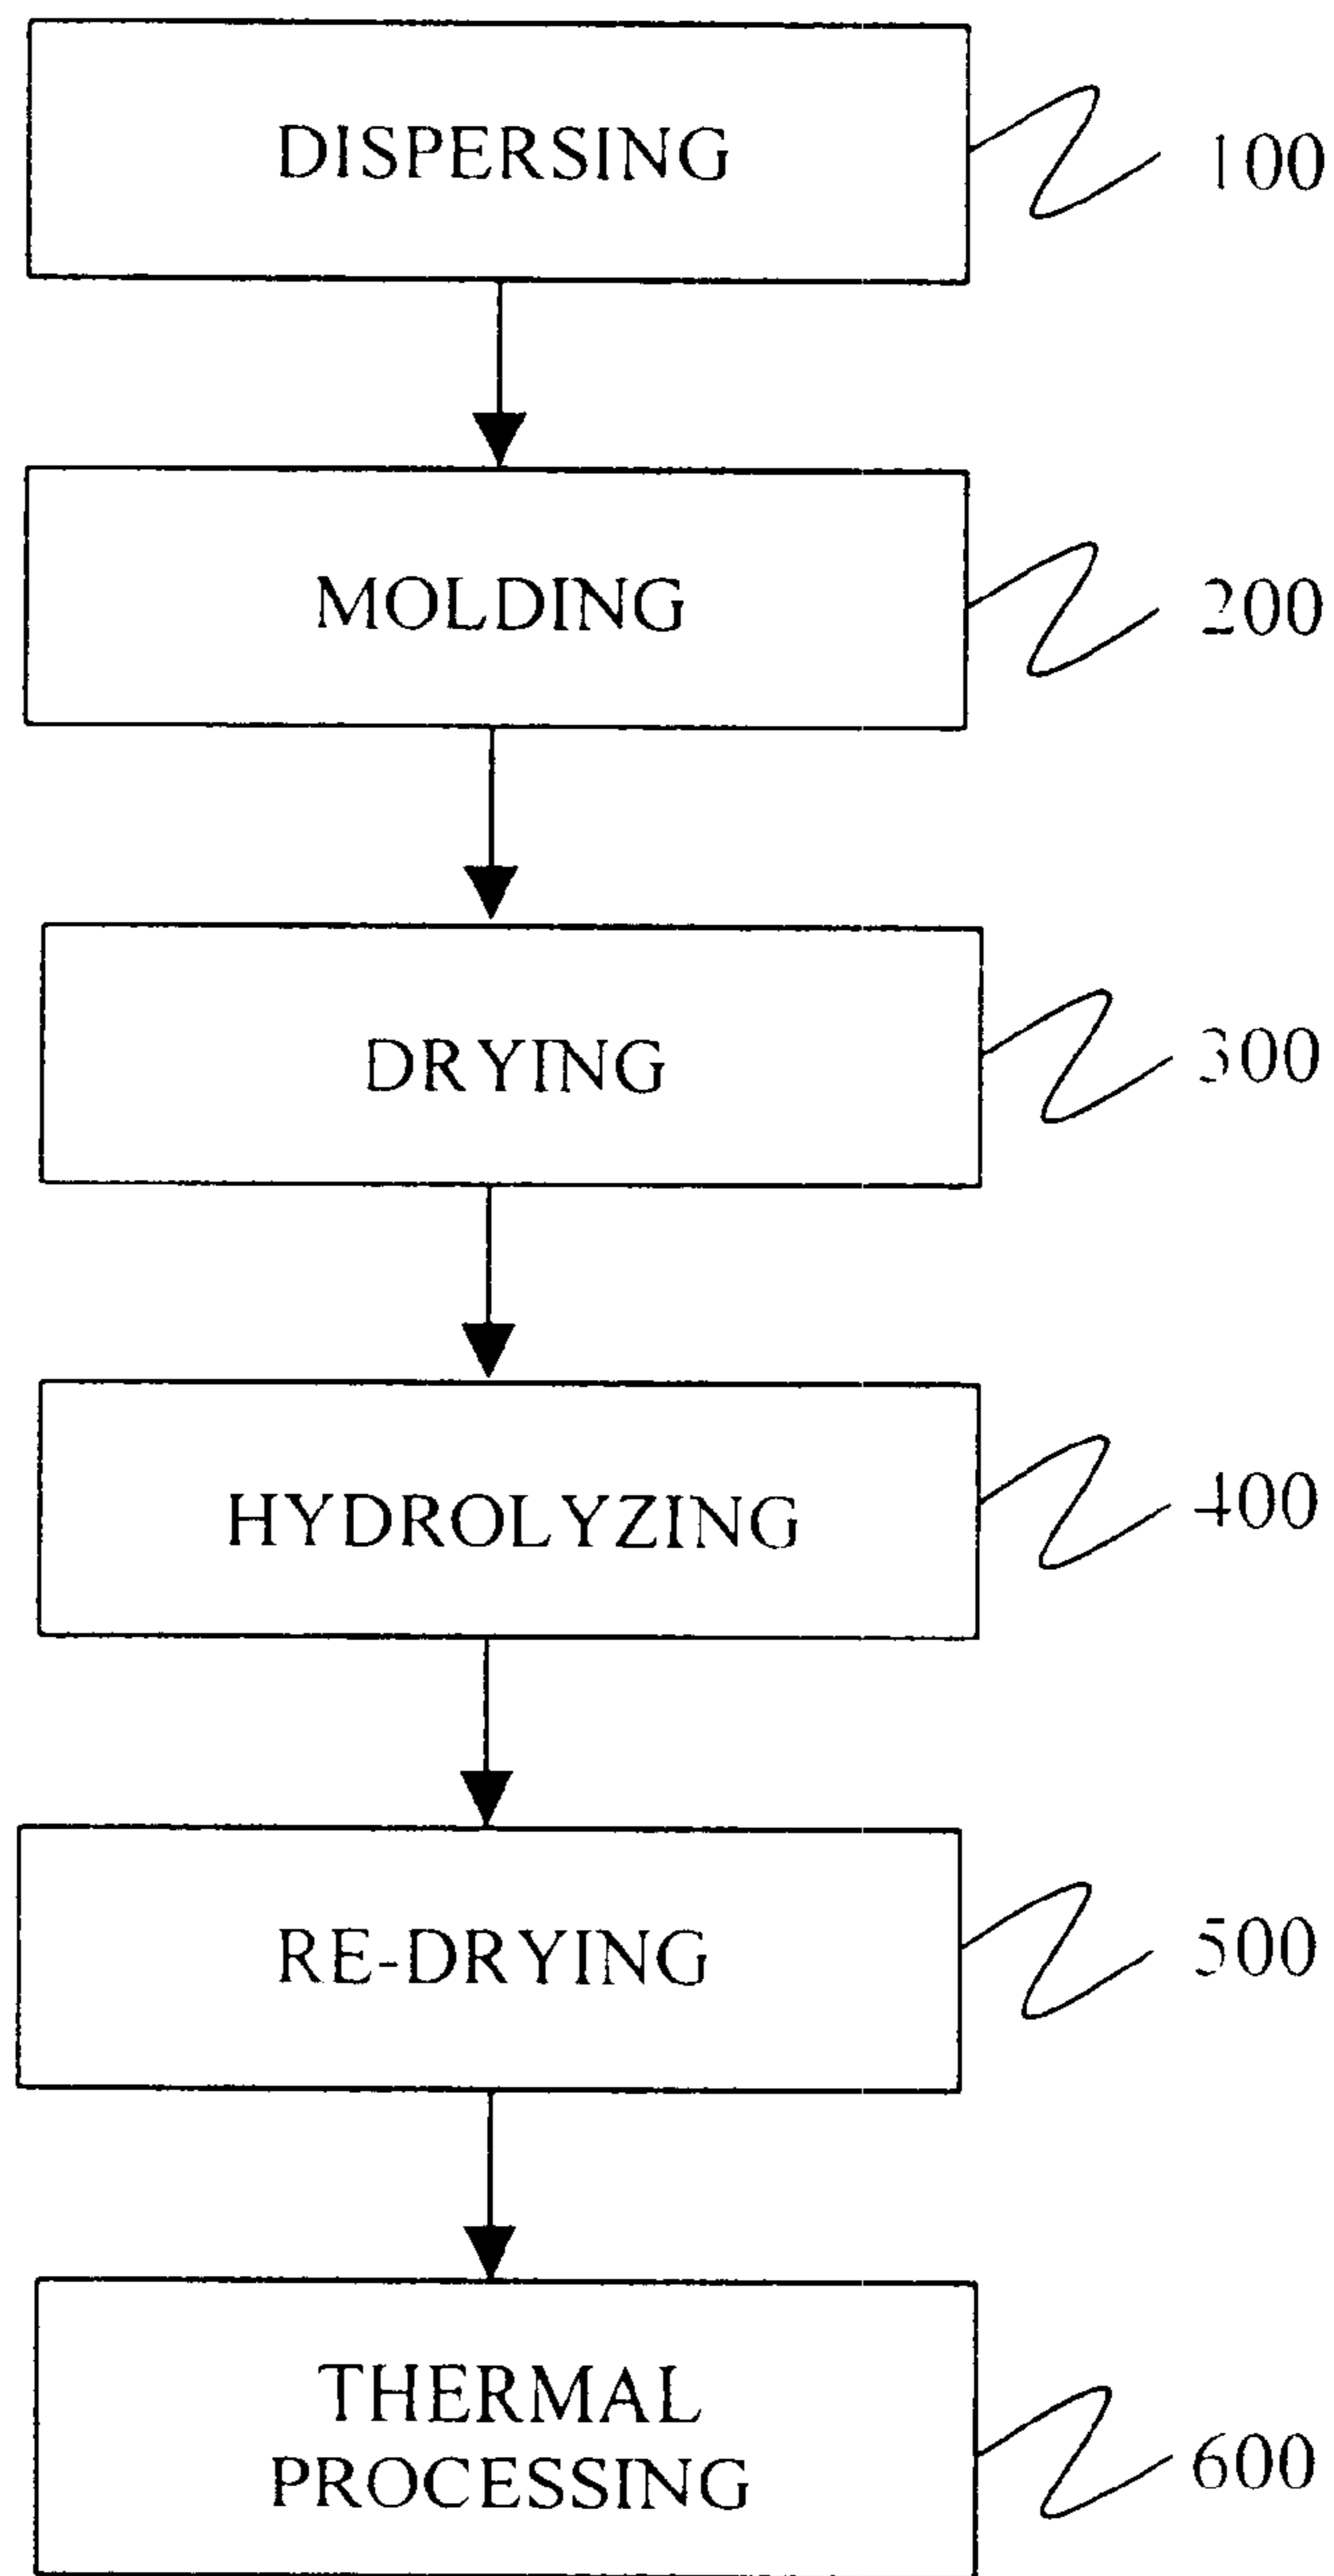 DISPERSING
100
MOLDING
200
DRYING
300
HYDROLYZING
400
RE-DRYING
500
THERMAL
PROCESSING
600